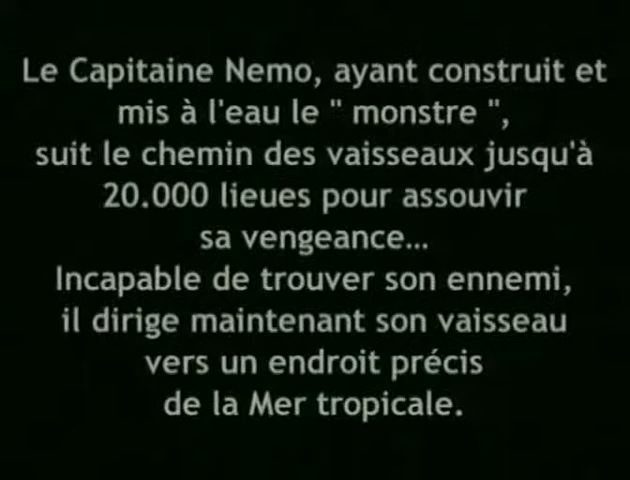 Le Capitaine Nemo, ayant construit et
mis à l'eau le " monstre ",
suit le chemin des vaisseaux jusqu'à
20.000 lieues pour assouvir
sa vengeance...
Incapable de trouver son ennemi,
il dirige maintenant son vaisseau
vers un endroit précis
de la Mer tropicale.